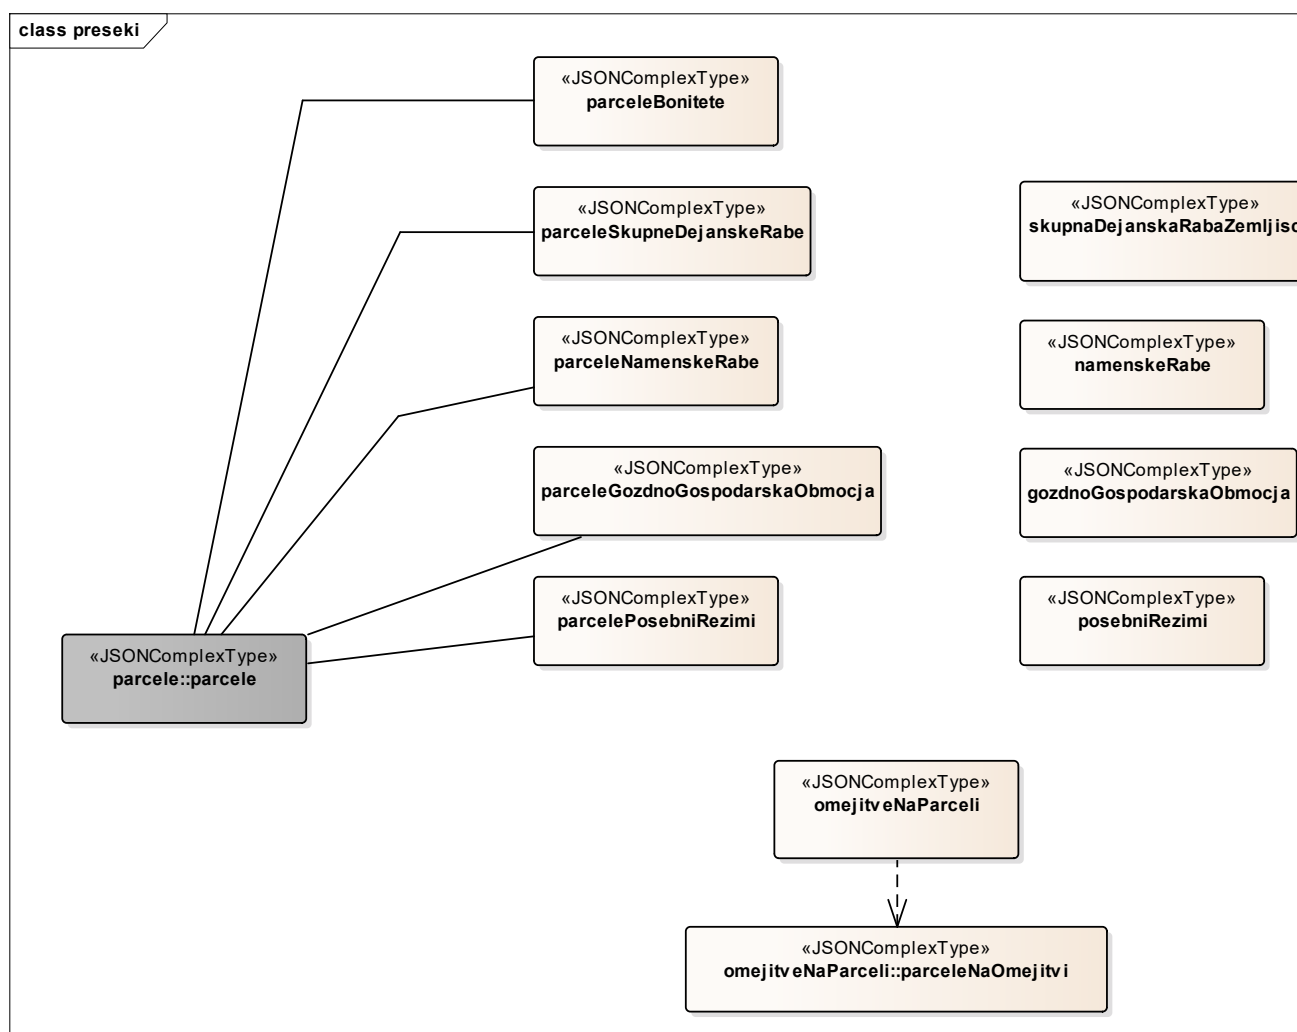 class preseki
«JSONComplexType»
parceleBonitete
«JSONComplexType»
parceleSkupneDejanskeRabe
«JSONComplexType»
skupnaDejanskaRabaZemljisc
«JSONComplexType»
parceleNamenskeRabe
«JSONComplexType»
namenskeRabe
«JSONComplexType»
parceleGozdnoGospodarskaObmocja
«JSONComplexType»
gozdnoGospodarskaObmocja
«JSONComplexType»
parcelePosebniRezimi
«JSONComplexType»
posebniRezimi
«JSONComplexType»
parcele::parcele
«JSONComplexType»
omejitveNaParceli
«JSONComplexType»
omejitveNaParceli::parceleNaOmejitvi